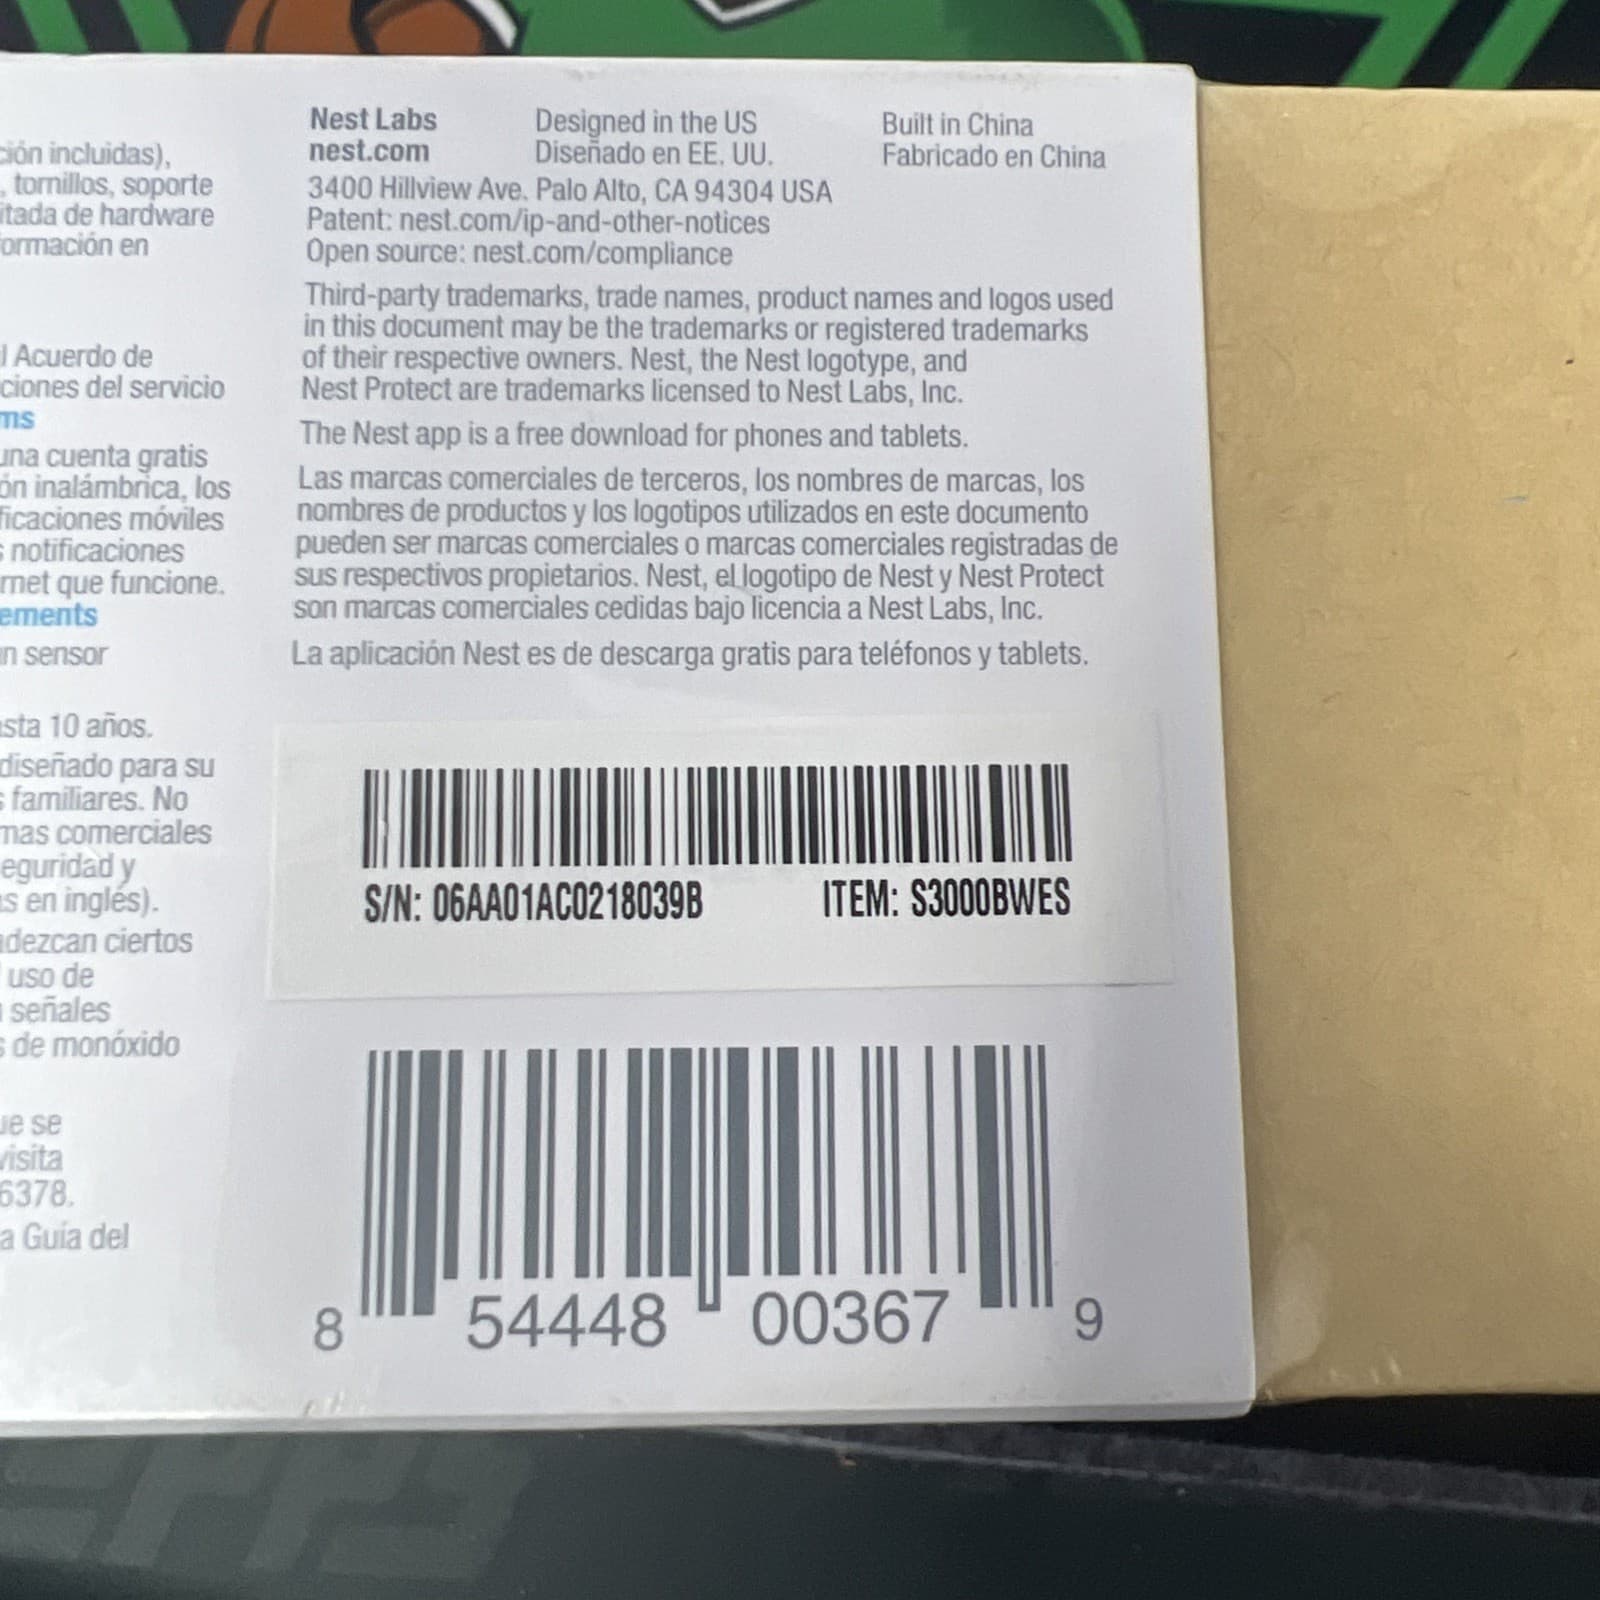 ción incluidas),
, tornillos, soporte
itada de hardware
ormación en
l Acuerdo de
ciones del servicio
ms
una cuenta gratis
ón inalámbrica, los
ficaciones móviles
s notificaciones
rnet que funcione.
ements
n sensor
asta 10 años.
diseñado para su
s familiares. No
mas comerciales
eguridad y
as en inglés).
adezcan ciertos
uso de
señales
s de monóxido
ue se
visita
6378.
a Guía del
Nest Labs Designed in the US Built in China
nest.com Diseñado en EE. UU. Fabricado en China
3400 Hillview Ave. Palo Alto, CA 94304 USA
Patent: nest.com/ip-and-other-notices
Open source: nest.com/compliance
Third-party trademarks, trade names, product names and logos used
in this document may be the trademarks or registered trademarks
of their respective owners. Nest, the Nest logotype, and
Nest Protect are trademarks licensed to Nest Labs, Inc.
The Nest app is a free download for phones and tablets.
Las marcas comerciales de terceros, los nombres de marcas, los
nombres de productos y los logotipos utilizados en este documento
pueden ser marcas comerciales o marcas comerciales registradas de
sus respectivos propietarios. Nest, el logotipo de Nest y Nest Protect
son marcas comerciales cedidas bajo licencia a Nest Labs, Inc.
La aplicación Nest es de descarga gratis para teléfonos y tablets.
S/N: 06AA01AC0218039B ITEM: S3000BWES
8 54448 00367 9